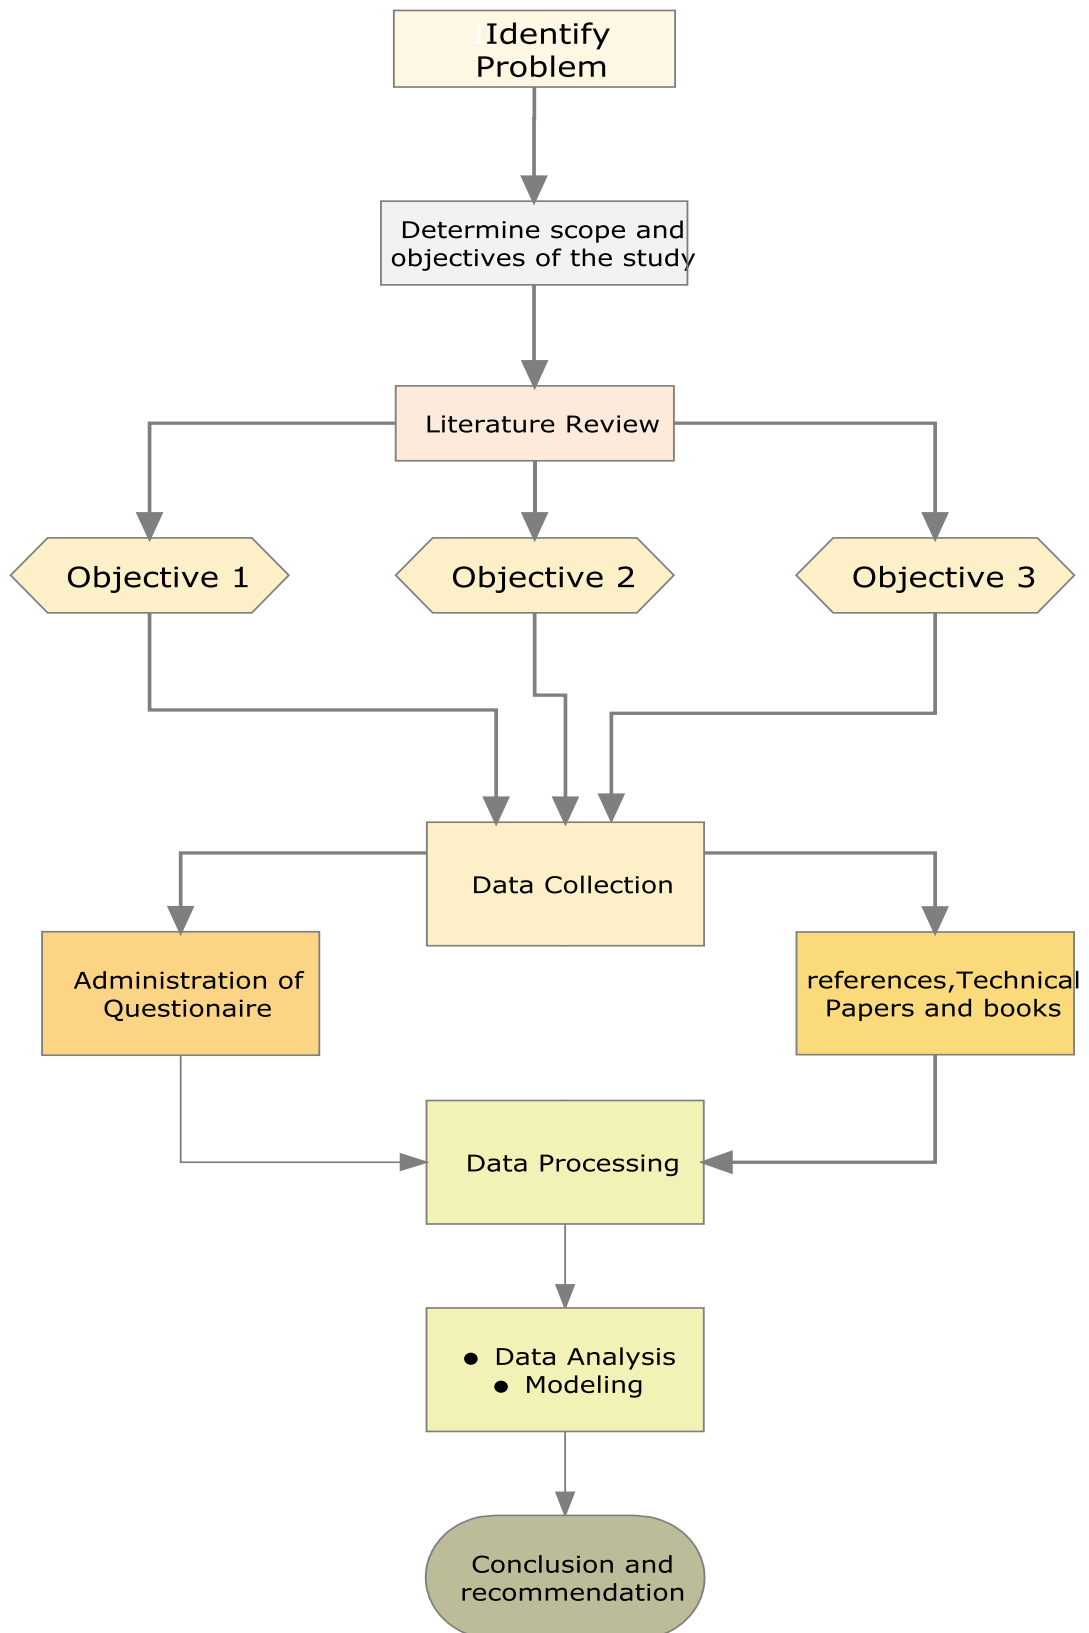 Identify
Problem
Determine scope and
objectives of the study
Literature Review
Objective 1
Objective 2
Objective 3
Data Collection
Administration of
Questionaire
references,Technical
Papers and books
Data Processing
• Data Analysis
• Modeling
Conclusion and
recommendation